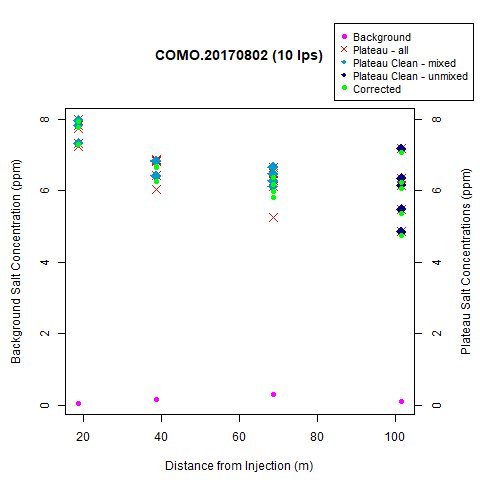 COMO.20170802 (10 lps)
Background
Plateau - all
Plateau Clean - mixed
Plateau Clean - unmixed
Corrected
Background Salt Concentration (ppm)
8
6
4
2
0
8
6
4
2
0
Plateau Salt Concentrations (ppm)
20 40 60 80 100
Distance from Injection (m)